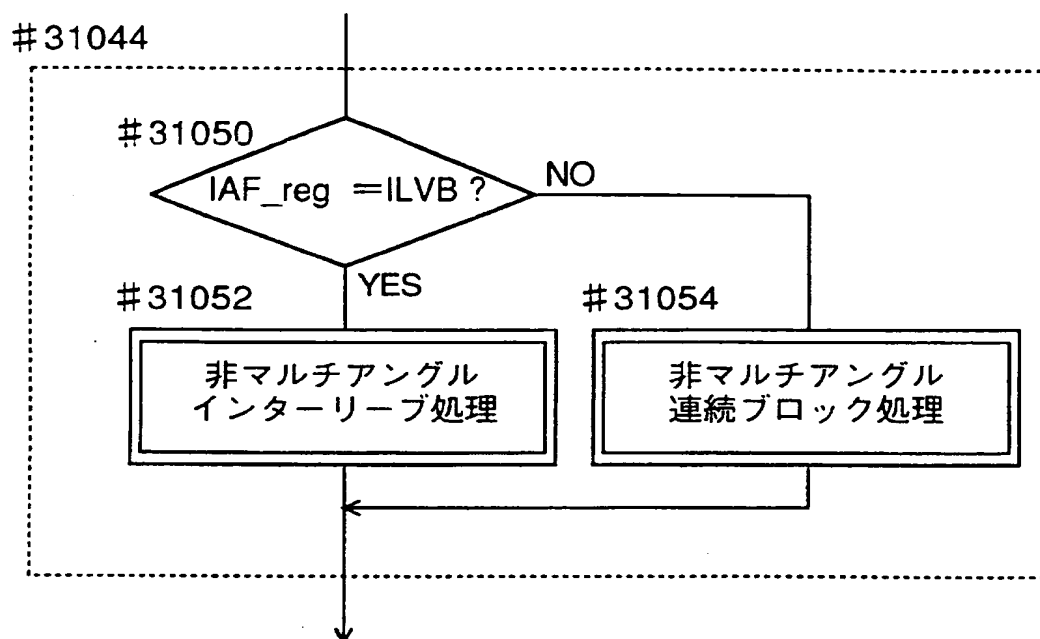 #31044
#31050
IAF_reg =ILVB ?
NO
YES
#31052
#31054
非マルチアングル
インターリーブ処理
非マルチアングル
連続ブロック処理